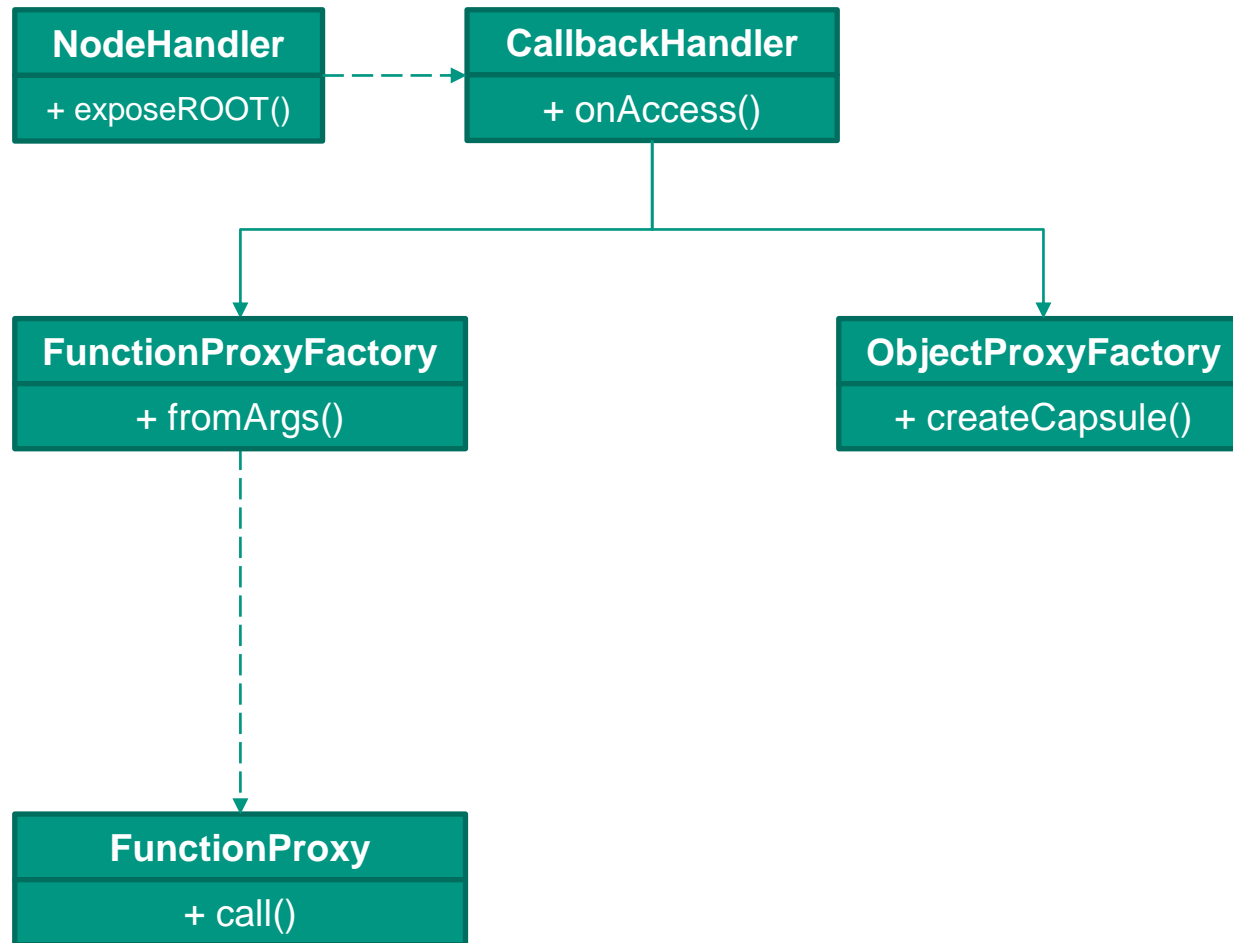 NodeHandler
+ exposeROOT()
CallbackHandler
+ onAccess()
FunctionProxyFactory
+ fromArgs()
ObjectProxyFactory
+ createCapsule()
FunctionProxy
+ call()